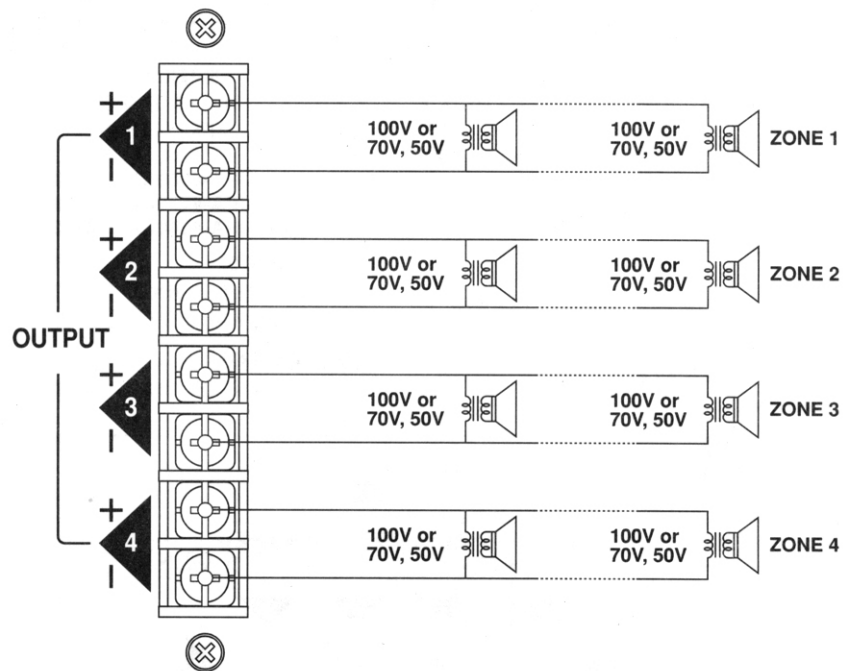 +
1
−
100V or
70V, 50V
100V or
70V, 50V
ZONE 1
+
2
−
100V or
70V, 50V
100V or
70V, 50V
ZONE 2
OUTPUT
+
3
−
100V or
70V, 50V
100V or
70V, 50V
ZONE 3
+
4
−
100V or
70V, 50V
100V or
70V, 50V
ZONE 4